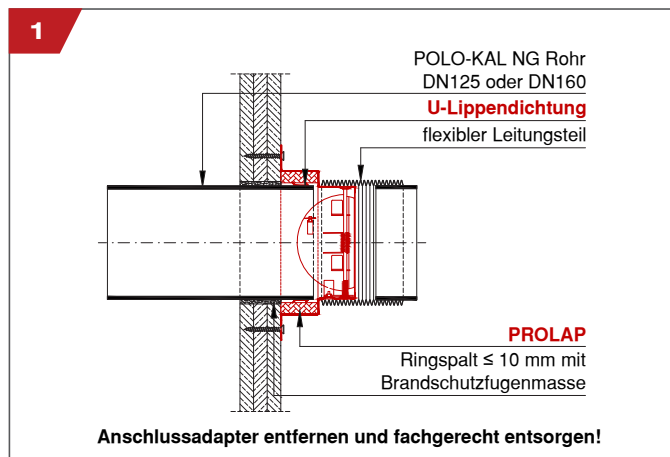 1
POLO-KAL NG Rohr
DN125 oder DN160
U-Lippendichtung
flexibler Leitungsteil
PROLAP
Ringspalt ≤ 10 mm mit
Brandschutzfugenmasse
Anschlussadapter entfernen und fachgerecht entsorgen!